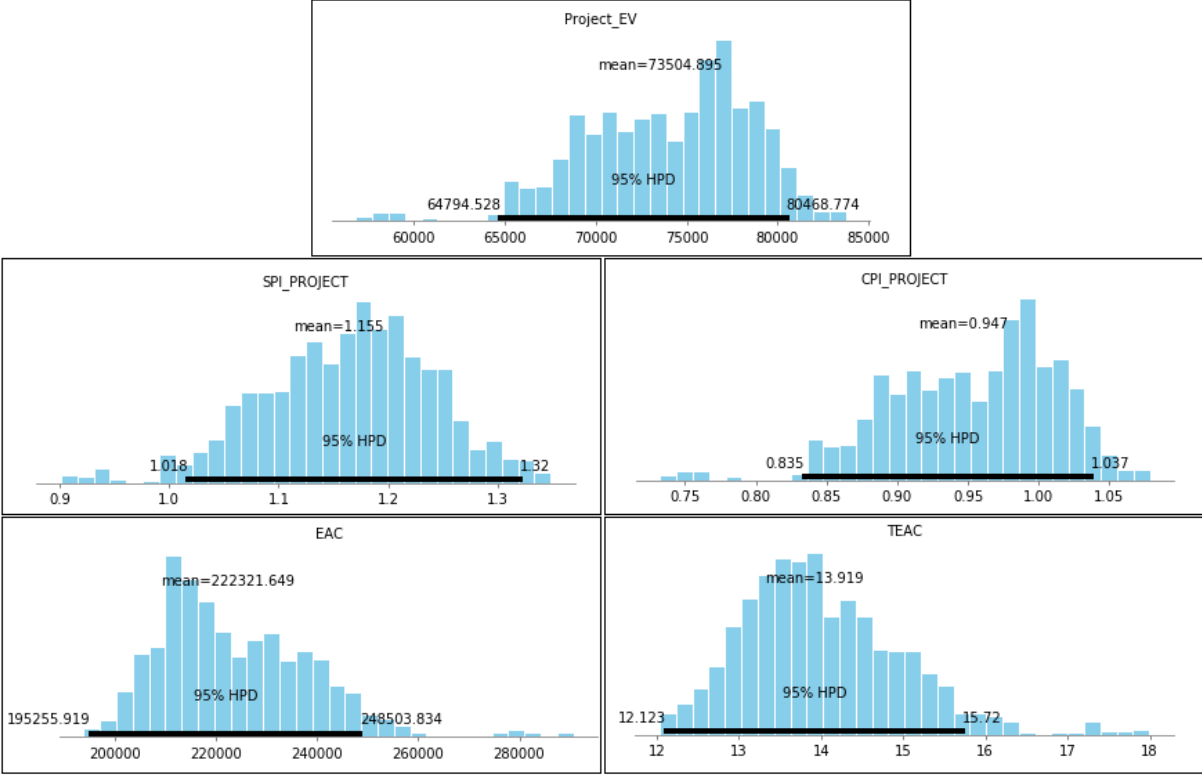 Project_EV
mean=73504.895
95% HPD
64794.528 80468.774
60000 65000 70000 75000 80000 85000
SPI_PROJECT
mean=1.155
95% HPD
1.018 1.32
0.9 1.0 1.1 1.2 1.3
CPI_PROJECT
mean=0.947
95% HPD
0.835 1.037
0.75 0.80 0.85 0.90 0.95 1.00 1.05
EAC
mean=222321.649
95% HPD
195255.919 248503.834
200000 220000 240000 260000 280000
TEAC
mean=13.919
95% HPD
12.123 15.72
12 13 14 15 16 17 18